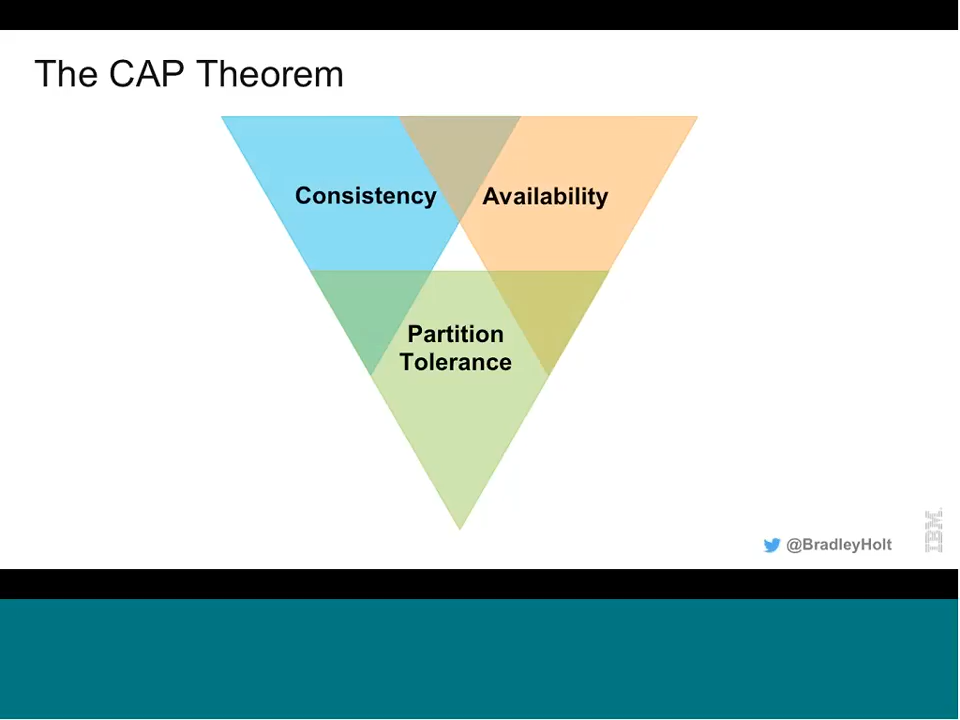 The CAP Theorem
Consistency
Availability
Partition
Tolerance
@BradleyHolt
IBM